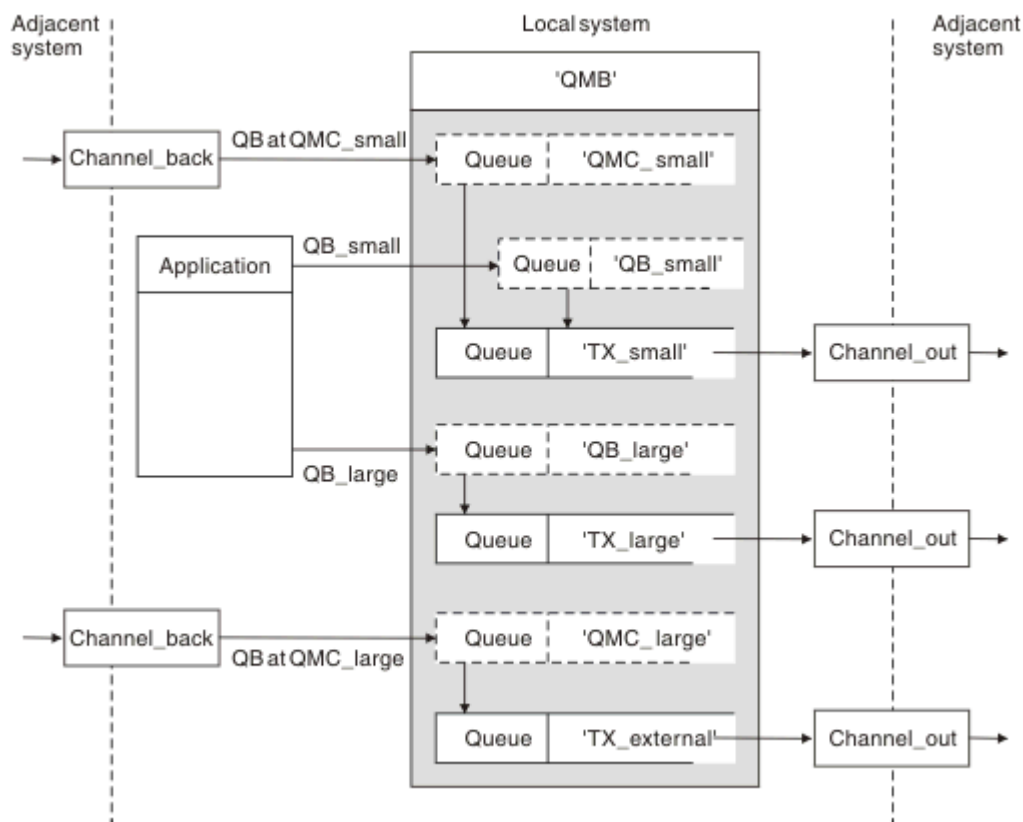 Adjacent
system
Local system
Adjacent
system
'QMB'
Channel_back
QB at QMC_small
Queue
'QMC_small'
Application
QB_small
Queue
'QB_small'
Queue
'TX_small'
Channel_out
QB_large
Queue
'QB_large'
Queue
'TX_large'
Channel_out
Channel_back
QB at QMC_large
Queue
'QMC_large'
Queue
'TX_external'
Channel_out